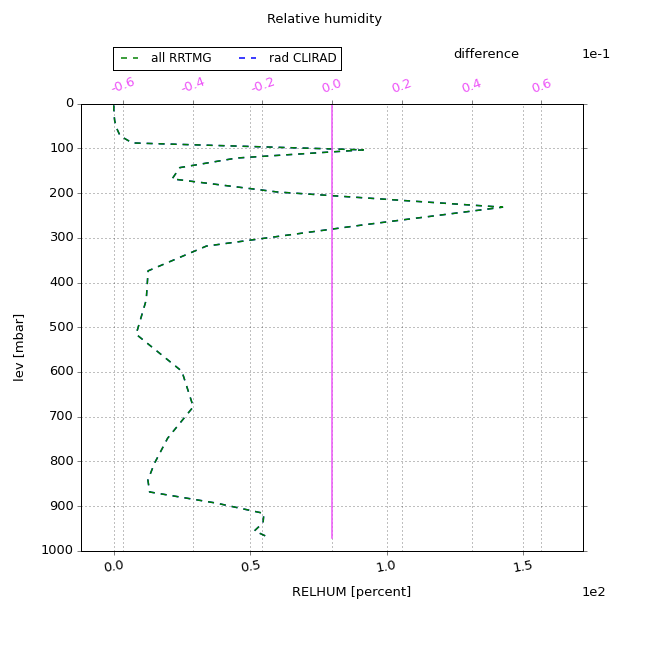 Relative humidity
all RRTMG rad CLIRAD difference 1e-1
-0.6 -0.4 -0.2 0.0 0.2 0.4 0.6
0
100
200
300
400
500
600
700
800
900
1000
lev [mbar]
0.0 0.5 1.0 1.5
RELHUM [percent] 1e2